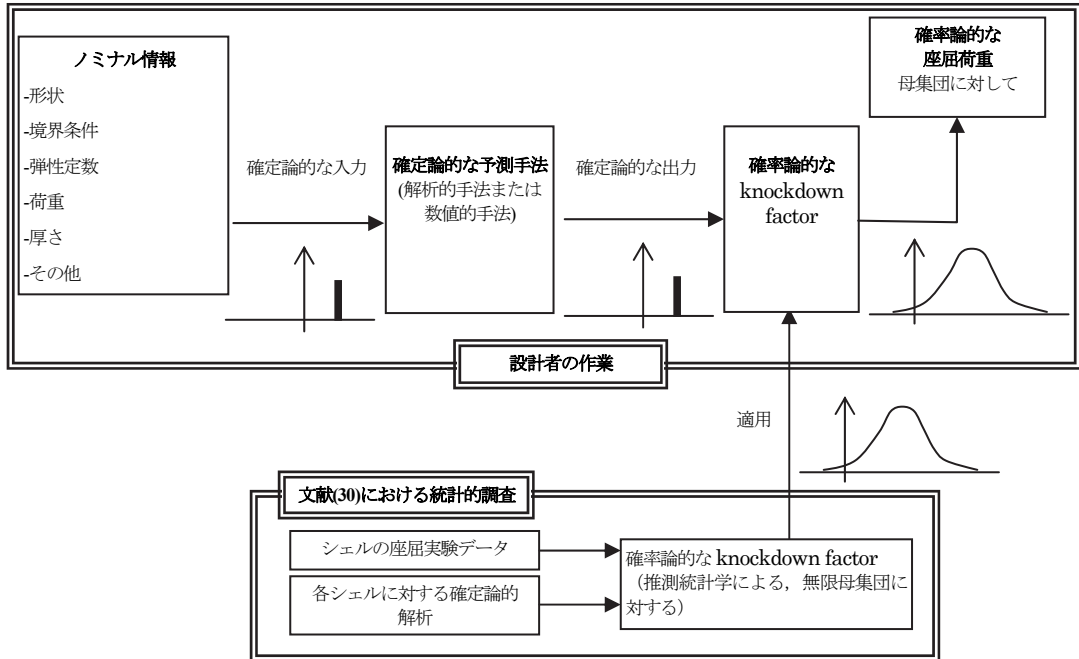 ノミナル情報
-形状
-境界条件
-弾性定数
-荷重
-厚さ
-その他
確定論的な入力
確定論的な予測手法
(解析的手法または
数値的手法)
確定論的な出力
確率論的な
knockdown
factor
確率論的な
座屈荷重
母集団に対して
設計者の作業
適用
文献(30)における統計的調査
シェルの座屈実験データ
各シェルに対する確定論的
解析
確率論的な knockdown factor
（推測統計学による，無限母集団に
対する）